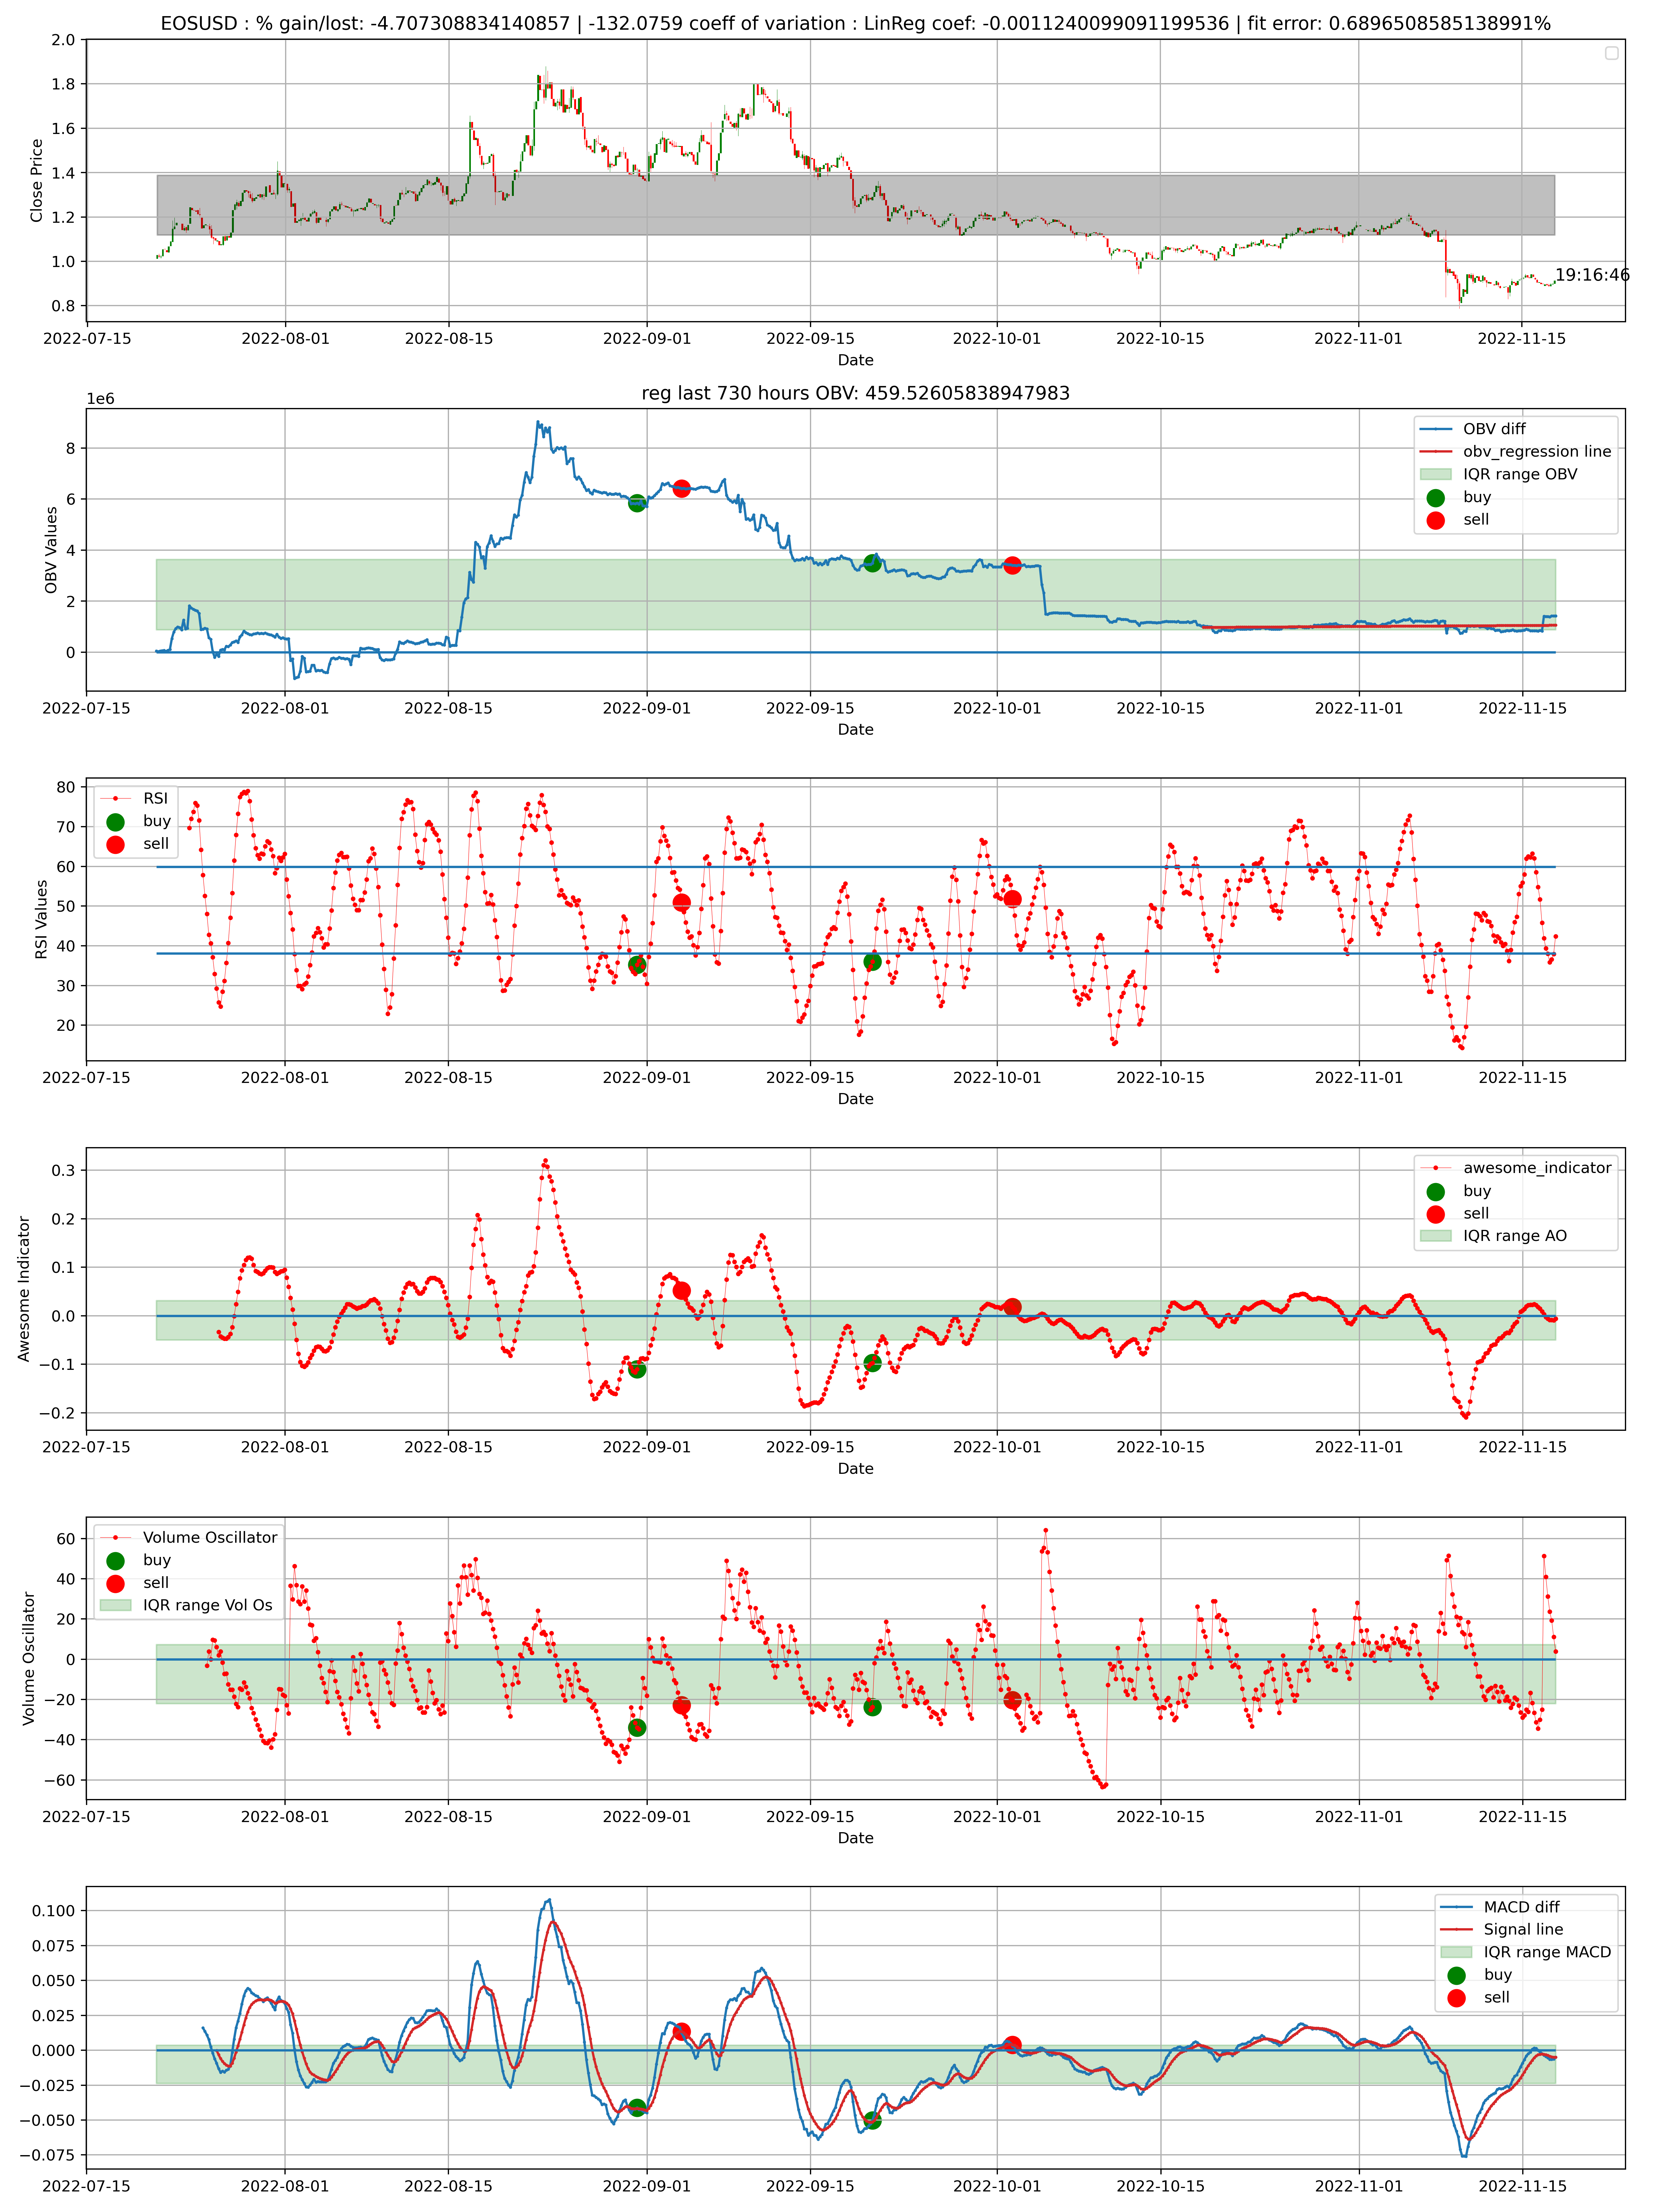 EOSUSD : % gain/lost: -4.707308834140857 | -132.0759 coeff of variation : LinReg coef: -0.0011240099091199536 | fit error: 0.6896508585138991%
2.0
1.8
1.6
1.4
1.2
1.0
0.8
Close Price
19:16:46
2022-07-15 2022-08-01 2022-08-15 2022-09-01 2022-09-15 2022-10-01 2022-10-15 2022-11-01 2022-11-15
Date
reg last 730 hours OBV: 459.52605838947983
1e6
8
6
4
2
0
OBV Values
OBV diff
obv_regression line
IQR range OBV
buy
sell
2022-07-15 2022-08-01 2022-08-15 2022-09-01 2022-09-15 2022-10-01 2022-10-15 2022-11-01 2022-11-15
Date
80
70
60
50
40
30
20
RSI Values
RSI
buy
sell
2022-07-15 2022-08-01 2022-08-15 2022-09-01 2022-09-15 2022-10-01 2022-10-15 2022-11-01 2022-11-15
Date
0.3
0.2
0.1
0.0
−0.1
−0.2
Awesome Indicator
awesome_indicator
buy
sell
IQR range AO
2022-07-15 2022-08-01 2022-08-15 2022-09-01 2022-09-15 2022-10-01 2022-10-15 2022-11-01 2022-11-15
Date
60
40
20
0
−20
−40
−60
Volume Oscillator
Volume Oscillator
buy
sell
IQR range Vol Os
2022-07-15 2022-08-01 2022-08-15 2022-09-01 2022-09-15 2022-10-01 2022-10-15 2022-11-01 2022-11-15
Date
0.100
0.075
0.050
0.025
0.000
−0.025
−0.050
−0.075
MACD diff
Signal line
IQR range MACD
buy
sell
2022-07-15 2022-08-01 2022-08-15 2022-09-01 2022-09-15 2022-10-01 2022-10-15 2022-11-01 2022-11-15